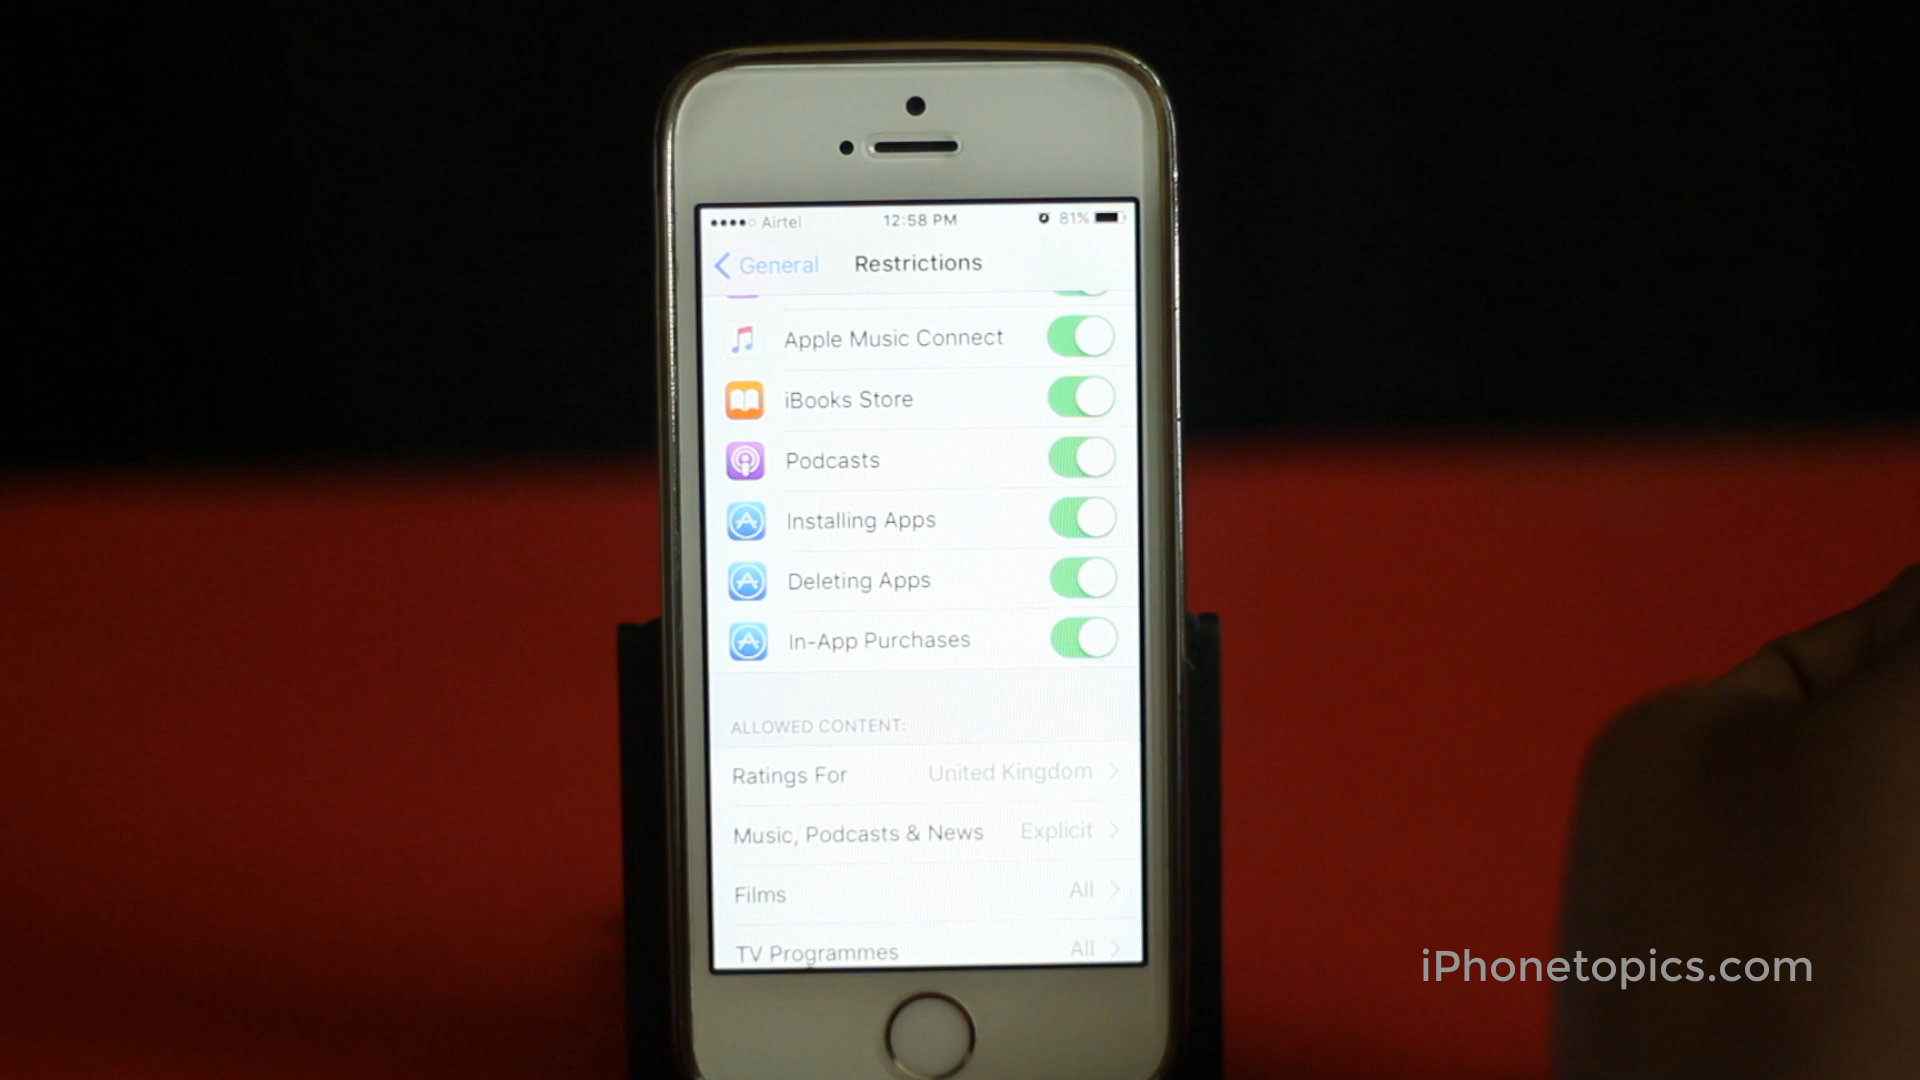 Airtel 12:58 PM 81%
General Restrictions
Apple Music Connect
iBooks Store
Podcasts
Installing Apps
Deleting Apps
In-App Purchases
ALLOWED CONTENT:
Ratings For United Kingdom
Music, Podcasts & News Explicit
Films All
TV Programmes All
iPhonetopics.com